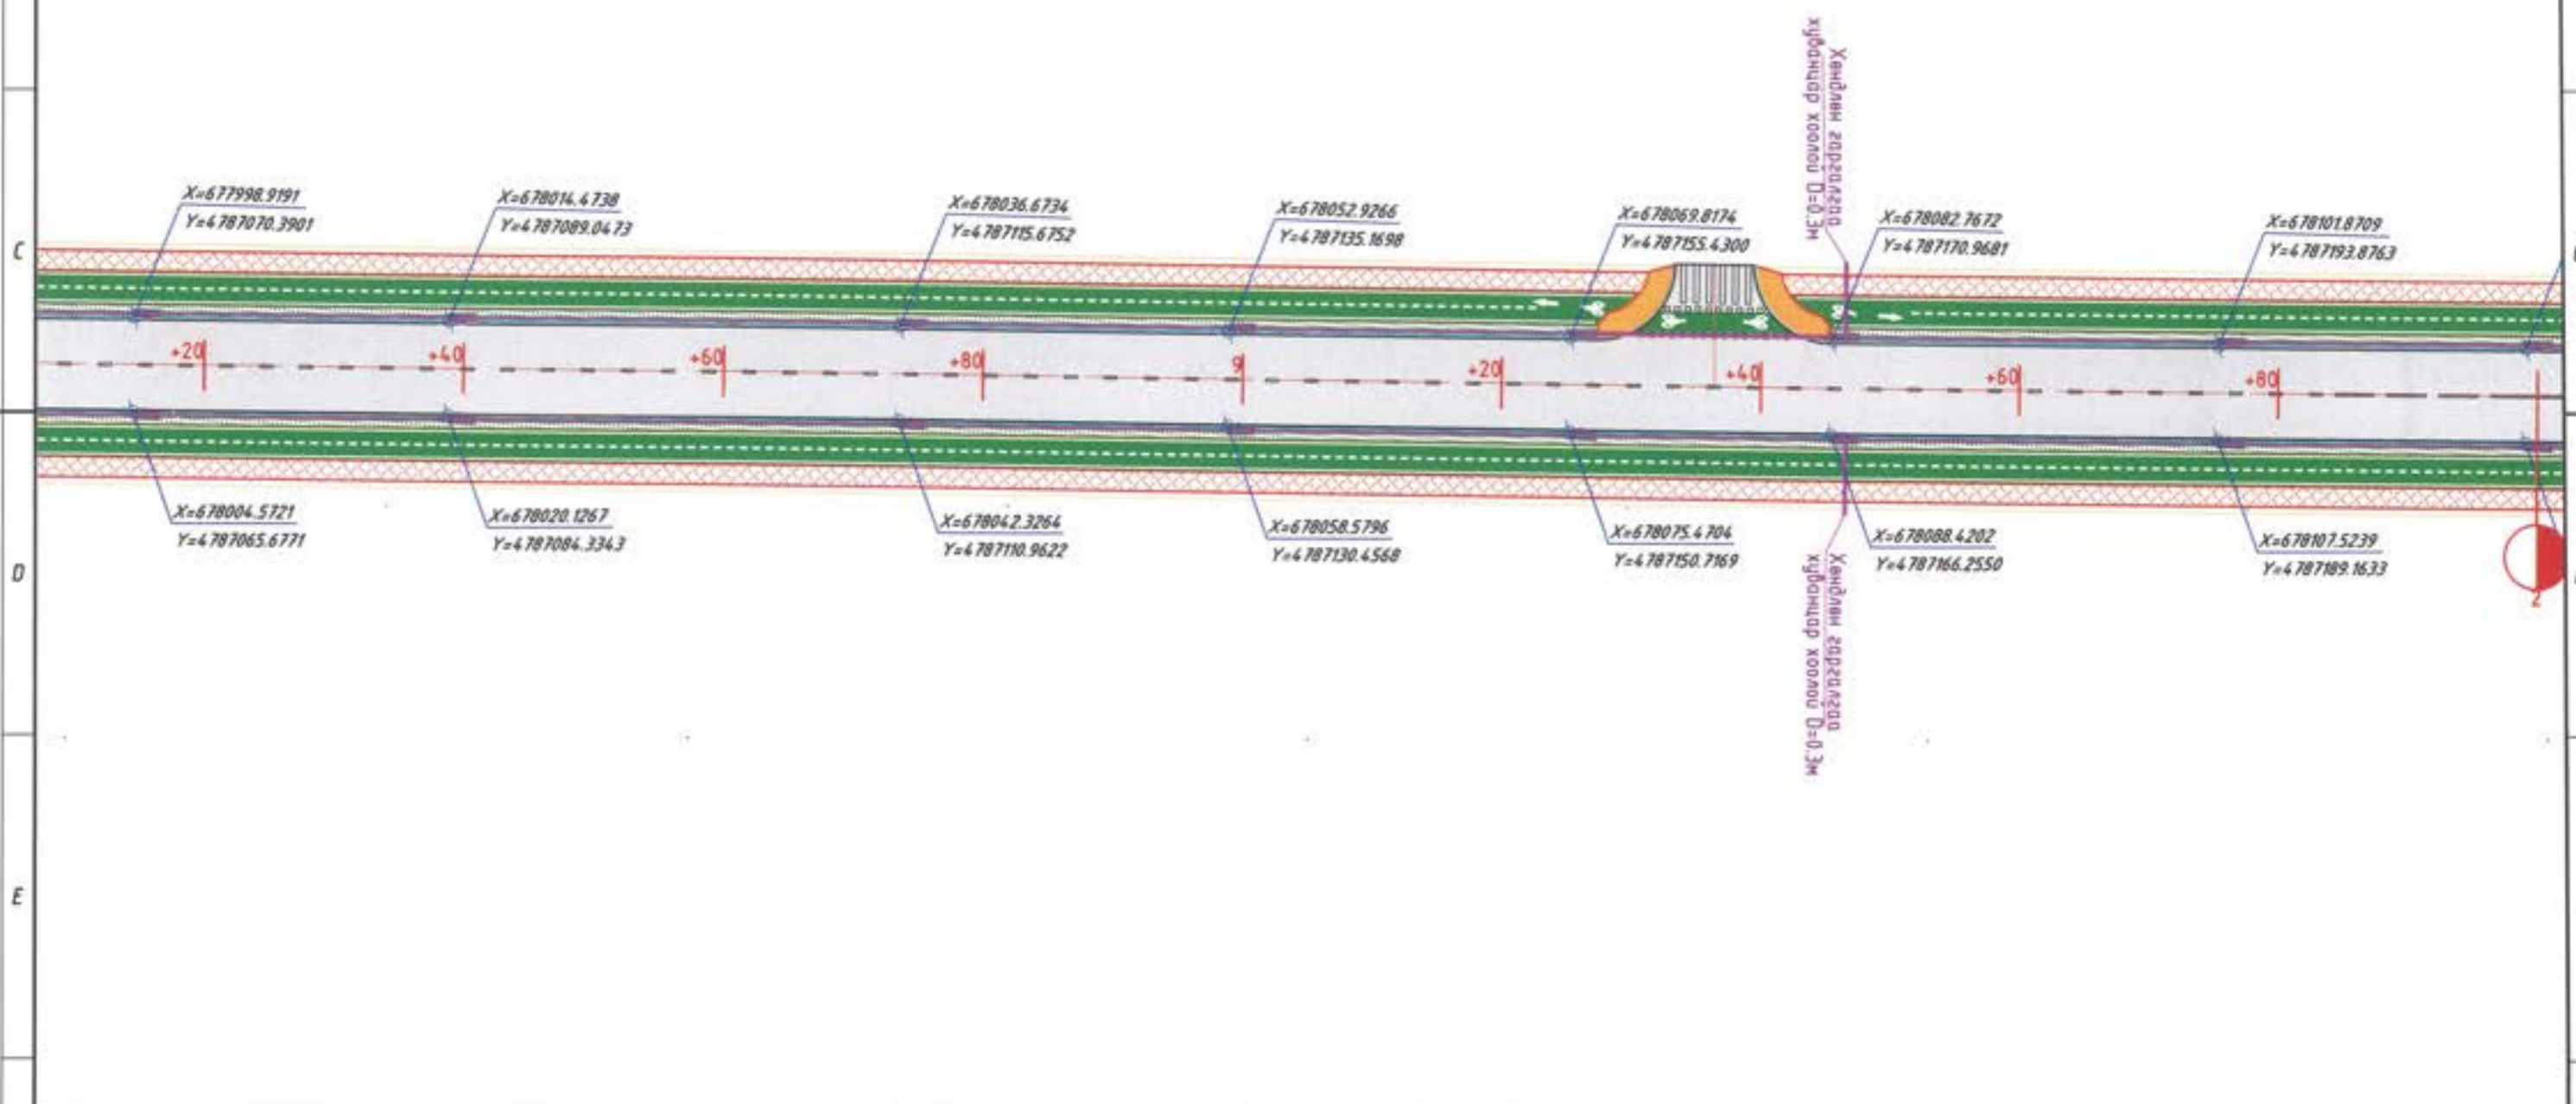 Хөндлөн гаргалгаа
хуванцар хоолой D=0.3м
X=677998.9191
Y=4787070.3901
X=678014.4738
Y=4787089.0473
X=678036.6734
Y=4787115.6752
X=678052.9266
Y=4787135.1698
X=678069.8174
Y=4787155.4300
X=678082.7672
Y=4787170.9681
X=678101.8709
Y=4787193.8763
C
+20
+40
+60
+80
9
+20
+40
+60
+80
X=678004.5721
Y=4787065.6771
X=678020.1267
Y=4787084.3343
X=678042.3264
Y=4787110.9622
X=678058.5796
Y=4787130.4568
X=678075.4704
Y=4787150.7169
X=678088.4202
Y=4787166.2550
X=678107.5239
Y=4787189.1633
D
2
Хөндлөн гаргалгаа
хуванцар хоолой D=0.3м
E